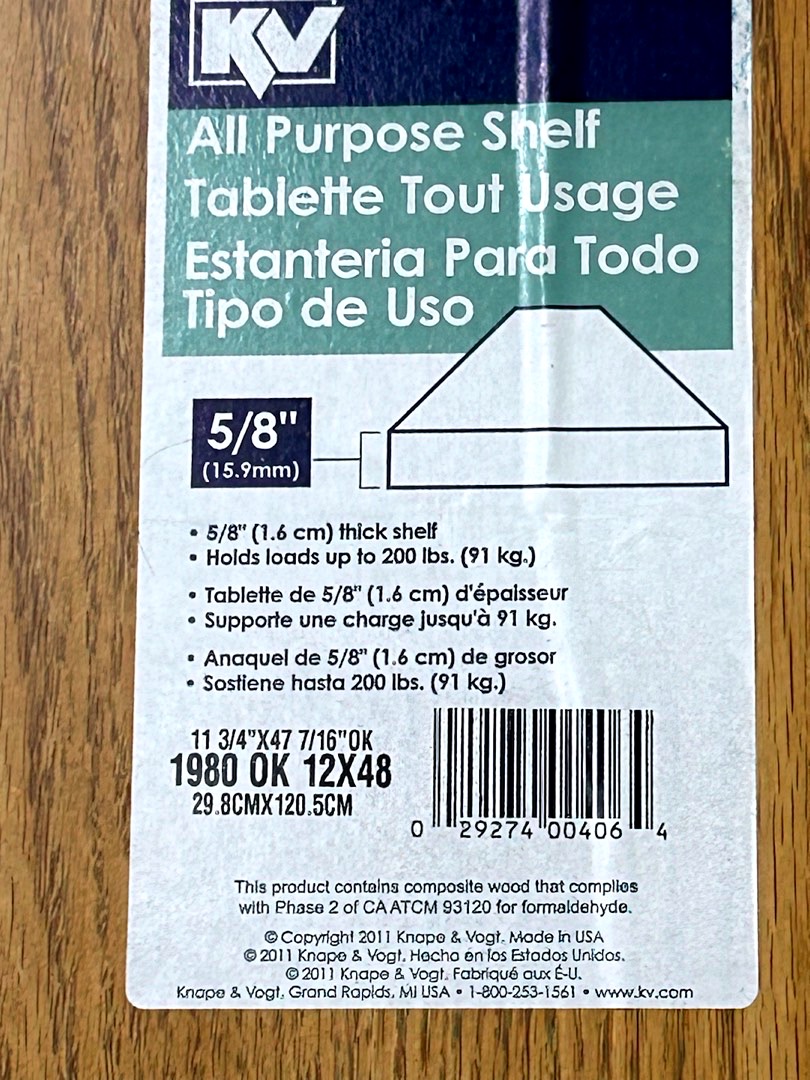 KV
All Purpose Shelf
Tablette Tout Usage
Estanteria Para Todo
Tipo de Uso
5/8"
(15.9mm)
• 5/8" (1.6 cm) thick shelf
• Holds loads up to 200 lbs. (91 kg.)
• Tablette de 5/8" (1.6 cm) d'épaisseur
• Supporte une charge jusqu'à 91 kg.
• Anaquel de 5/8" (1.6 cm) de grosor
• Sostiene hasta 200 lbs. (91 kg.)
11 3/4"X47 7/16"OK
1980 OK 12X48
29.8CMX120.5CM
0 29274 00406 4
This product contains composite wood that complies
with Phase 2 of CA ATCM 93120 for formaldehyde.
© Copyright 2011 Knape & Vogt. Made in USA
© 2011 Knape & Vogt. Hecho en los Estados Unidos.
© 2011 Knape & Vogt. Fabriqué aux É-U.
Knape & Vogt, Grand Rapids, MI USA • 1-800-253-1561 • www.kv.com